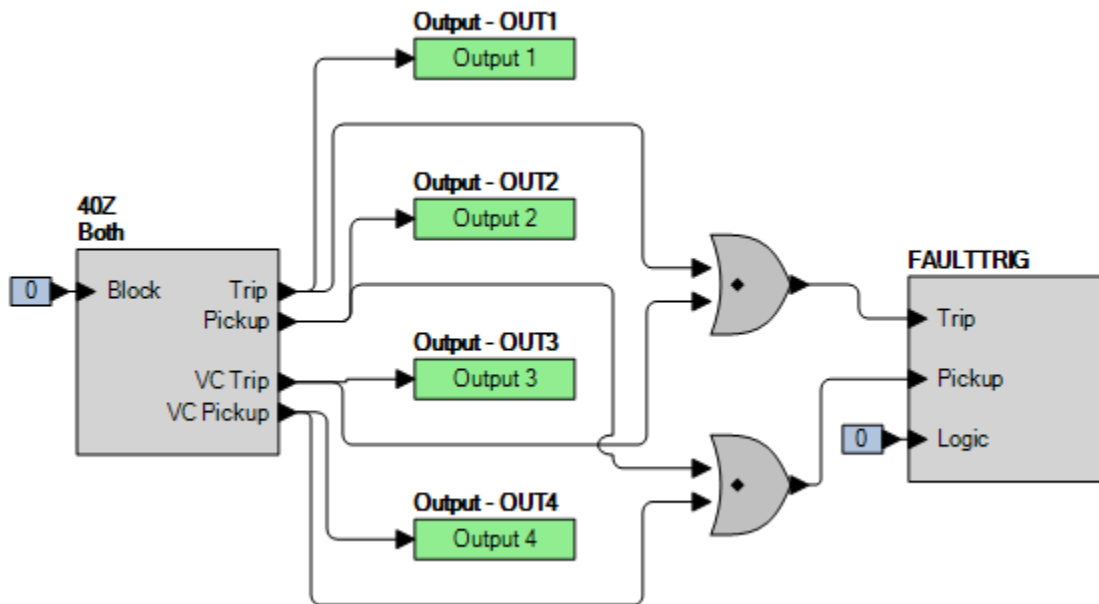 Output - OUT1
Output 1
Output - OUT2
Output 2
40Z
Both
0
Block
Trip
Pickup
VC Trip
VC Pickup
Output - OUT3
Output 3
Output - OUT4
Output 4
FAULTTRIG
Trip
Pickup
0
Logic